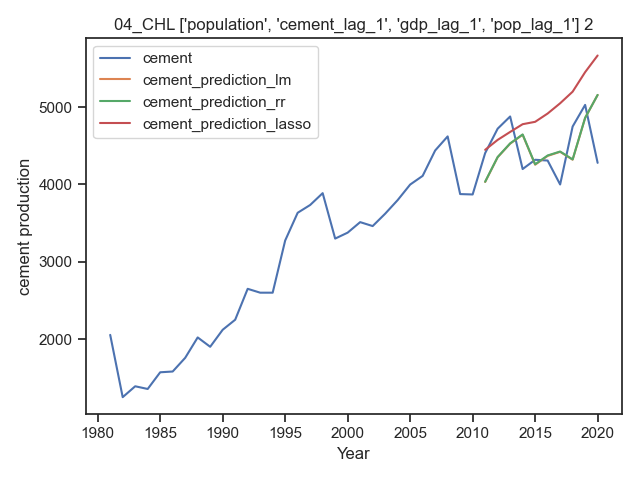 04_CHL ['population', 'cement_lag_1', 'gdp_lag_1', 'pop_lag_1'] 2
cement
cement_prediction_lm
cement_prediction_rr
cement_prediction_lasso
cement production
5000
4000
3000
2000
1980 1985 1990 1995 2000 2005 2010 2015 2020
Year